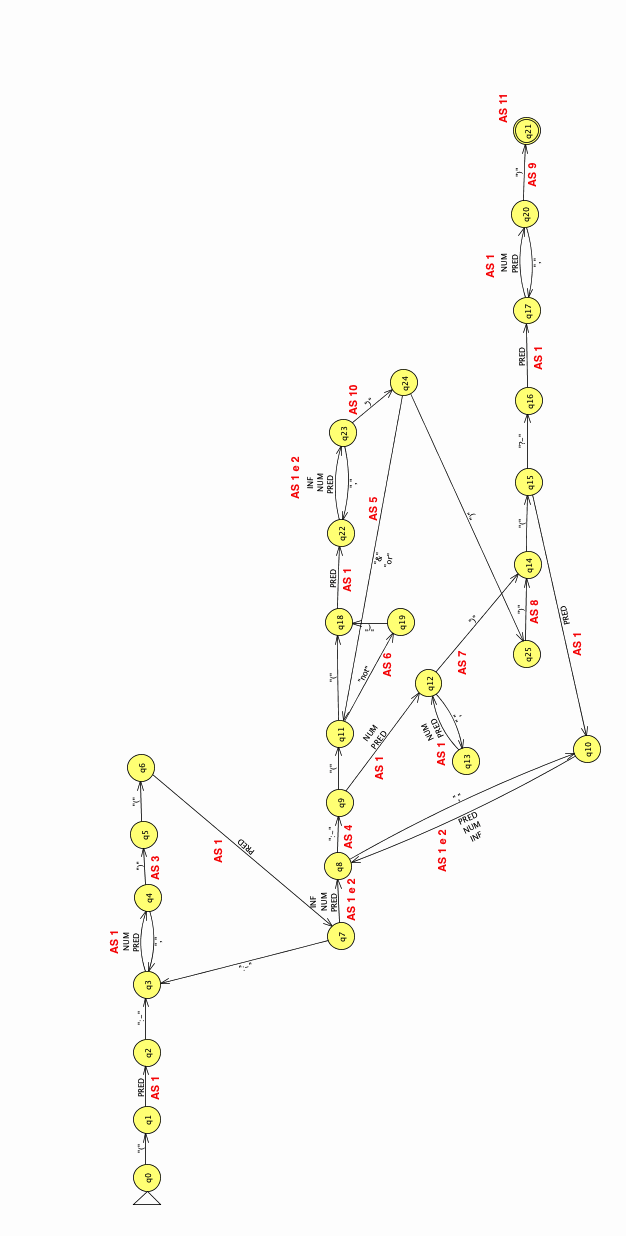 AS 11
q21
")"
AS 9
q20
AS 1
NUM
PRED
","
q17
PRED
AS 1
q16
"?-"
q15
"("
q14
")"
AS 8
q25
PRED
AS 1
q10
q24
AS 10
")"
q23
AS 1 e 2
INF
NUM
PRED
","
q22
AS 5
"&"
"or"
PRED
AS 1
q18
q19
"not"
AS 6
"("
q11
")"
AS 7
q12
NUM
PRED
AS 1
NUM
PRED
AS 1
q13
"("
q9
AS 4
q8
PRED
NUM
INF
AS 1 e 2
INF
NUM
PRED
AS 1 e 2
q7
q6
"("
q5
")"
AS 3
PRED
AS 1
q4
AS 1
NUM
PRED
","
q3
":-"
q2
PRED
AS 1
q1
"("
q0